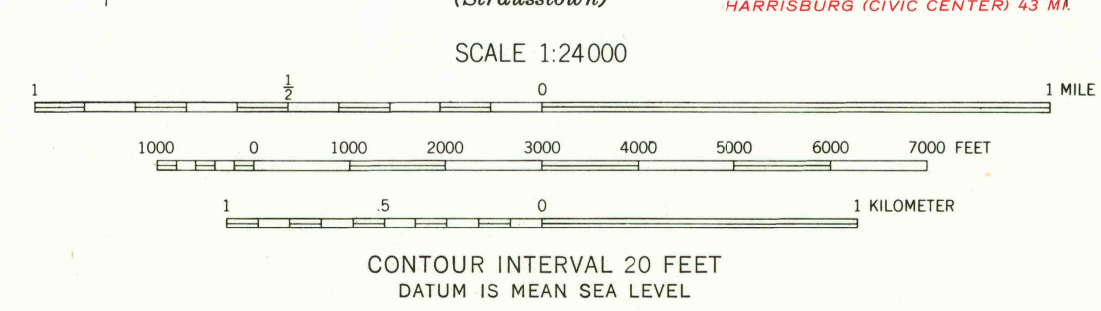 (Strausstown)
HARRISBURG (CIVIC CENTER) 43 MI.
SCALE 1:24000
1 1/2 0 1 MILE
1000 0 1000 2000 3000 4000 5000 6000 7000 FEET
1 .5 0 1 KILOMETER
CONTOUR INTERVAL 20 FEET
DATUM IS MEAN SEA LEVEL